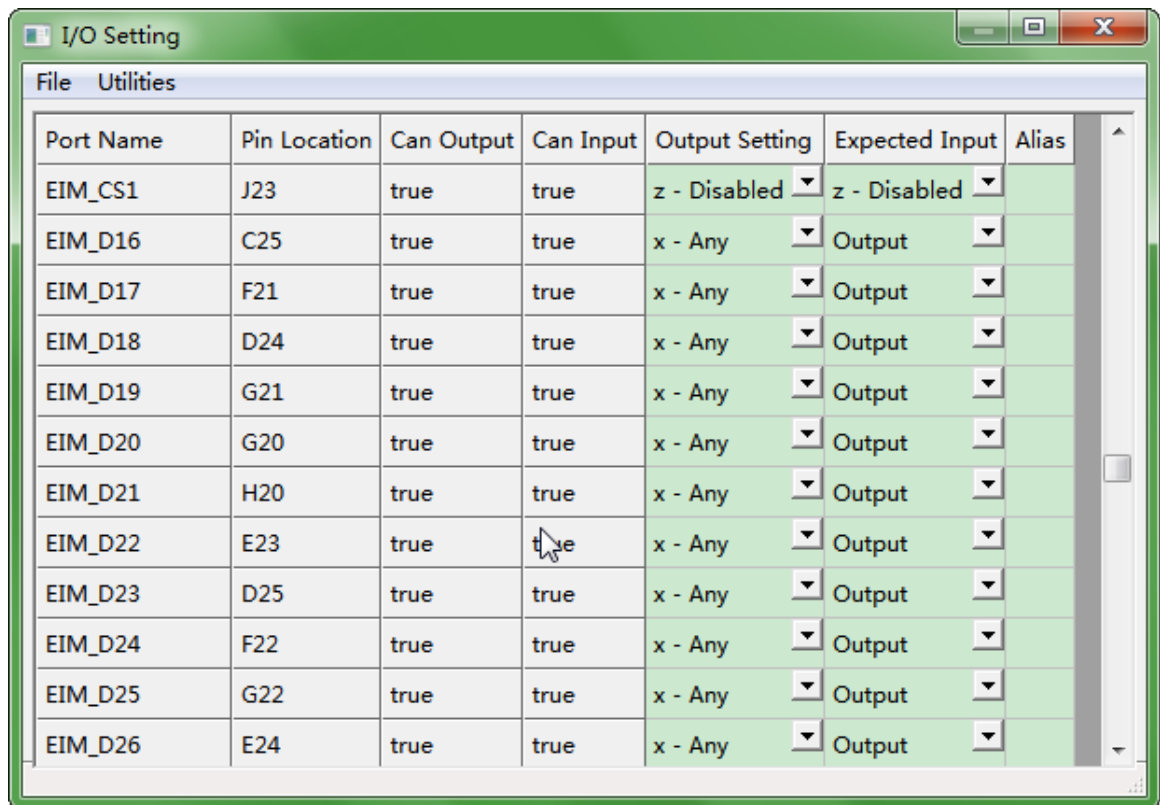 I/O Setting
File Utilities
Port Name Pin Location Can Output Can Input Output Setting Expected Input Alias
EIM_CS1 J23 true true z - Disabled z - Disabled
EIM_D16 C25 true true x - Any Output
EIM_D17 F21 true true x - Any Output
EIM_D18 D24 true true x - Any Output
EIM_D19 G21 true true x - Any Output
EIM_D20 G20 true true x - Any Output
EIM_D21 H20 true true x - Any Output
EIM_D22 E23 true true x - Any Output
EIM_D23 D25 true true x - Any Output
EIM_D24 F22 true true x - Any Output
EIM_D25 G22 true true x - Any Output
EIM_D26 E24 true true x - Any Output